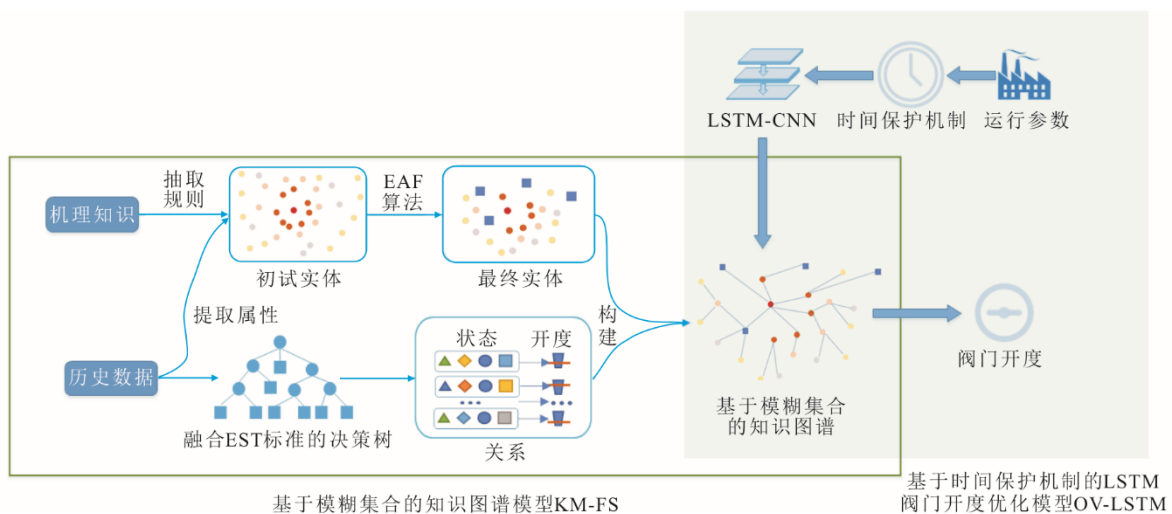 LSTM-CNN
时间保护机制
运行参数
机理知识
抽取
规则
初试实体
EAF
算法
最终实体
提取属性
历史数据
融合EST标准的决策树
状态
开度
关系
构
建
基于模糊集合
的知识图谱
阀门开度
基于模糊集合的知识图谱模型KM-FS
基于时间保护机制的LSTM
阀门开度优化模型OV-LSTM